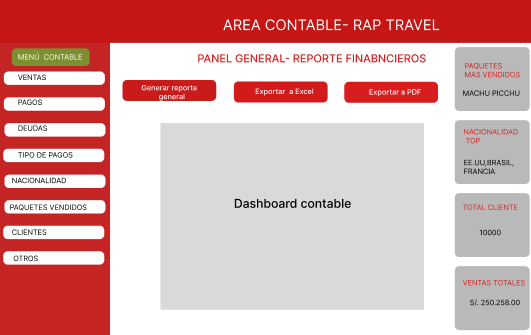 AREA CONTABLE- RAP TRAVEL
MENÚ CONTABLE
VENTAS
PAGOS
DEUDAS
TIPO DE PAGOS
NACIONALIDAD
PAQUETES VENDIDOS
CLIENTES
OTROS
PANEL GENERAL- REPORTE FINABNCIEROS
Generar reporte
general
Exportar a Excel
Exportar a PDF
Dashboard contable
PAQUETES
MAS VENDIDOS
MACHU PICCHU
NACIONALIDAD
TOP
EE.UU,BRASIL,
FRANCIA
TOTAL CLIENTE
10000
VENTAS TOTALES
S/. 250.258.00